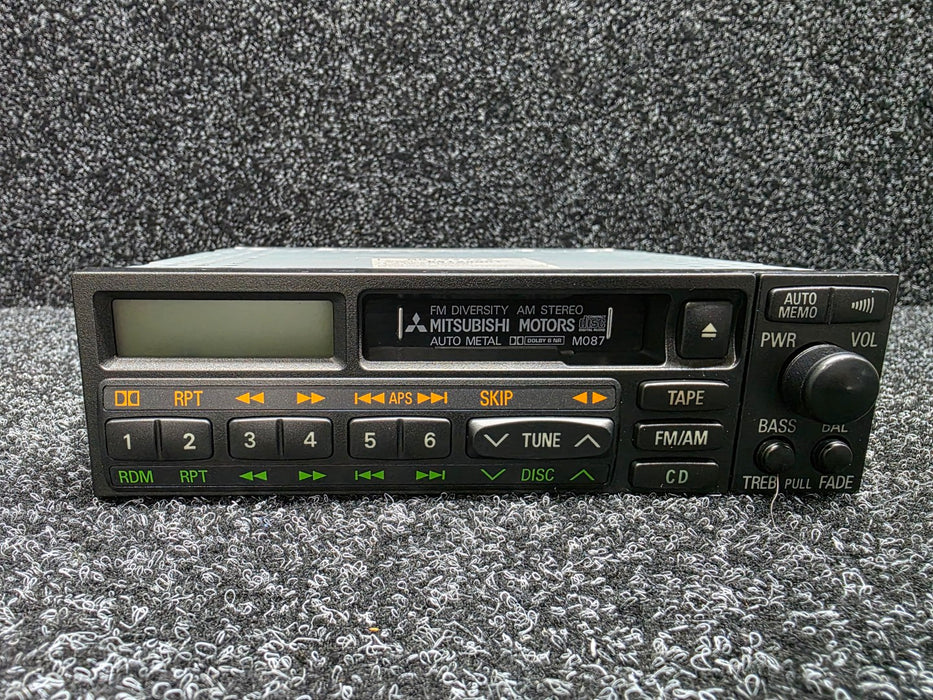 FM DIVERSITY AM STEREO
MITSUBISHI MOTORS disc
AUTO METAL DOLBY B NR M087
AUTO MEMO
PWR VOL
RPT APS SKIP
TAPE
1 2 3 4 5 6 TUNE
FM/AM
BASS BAL
RDM RPT DISC
CD
TREB PULL FADE